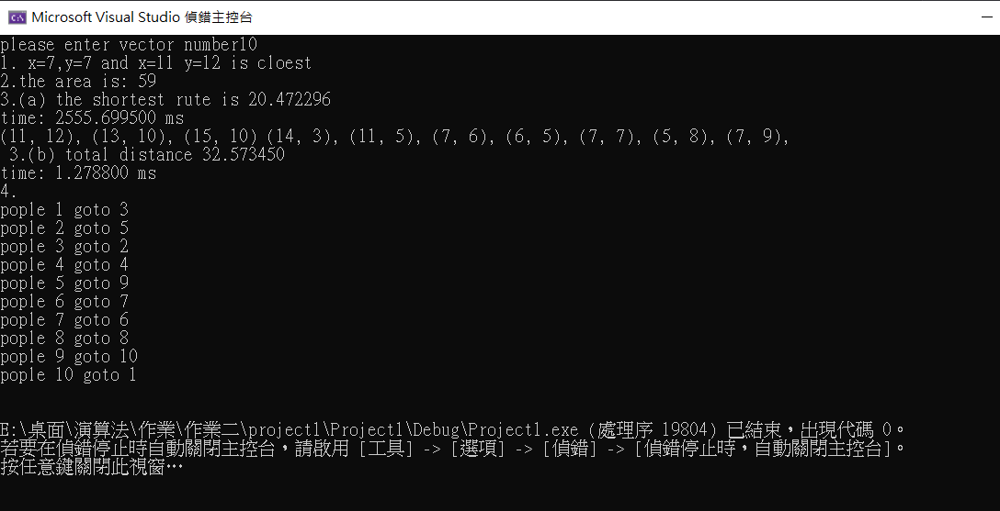 Microsoft Visual Studio 偵錯主控台
please enter vector number10
1. x=7,y=7 and x=11 y=12 is cloest
2.the area is: 59
3.(a) the shortest rute is 20.472296
time: 2555.699500 ms
(11, 12), (13, 10), (15, 10) (14, 3), (11, 5), (7, 6), (6, 5), (7, 7), (5, 8), (7, 9),
 3.(b) total distance 32.573450
time: 1.278800 ms
4.
pople 1 goto 3
pople 2 goto 5
pople 3 goto 2
pople 4 goto 4
pople 5 goto 9
pople 6 goto 7
pople 7 goto 6
pople 8 goto 8
pople 9 goto 10
pople 10 goto 1
E:\桌面\演算法\作業\作業二\project1\Project1\Debug\Project1.exe (處理序 19804) 已結束，出現代碼 0。
若要在偵錯停止時自動關閉主控台，請啟用 [工具] -> [選項] -> [偵錯] -> [偵錯停止時，自動關閉主控台]。
按任意鍵關閉此視窗…